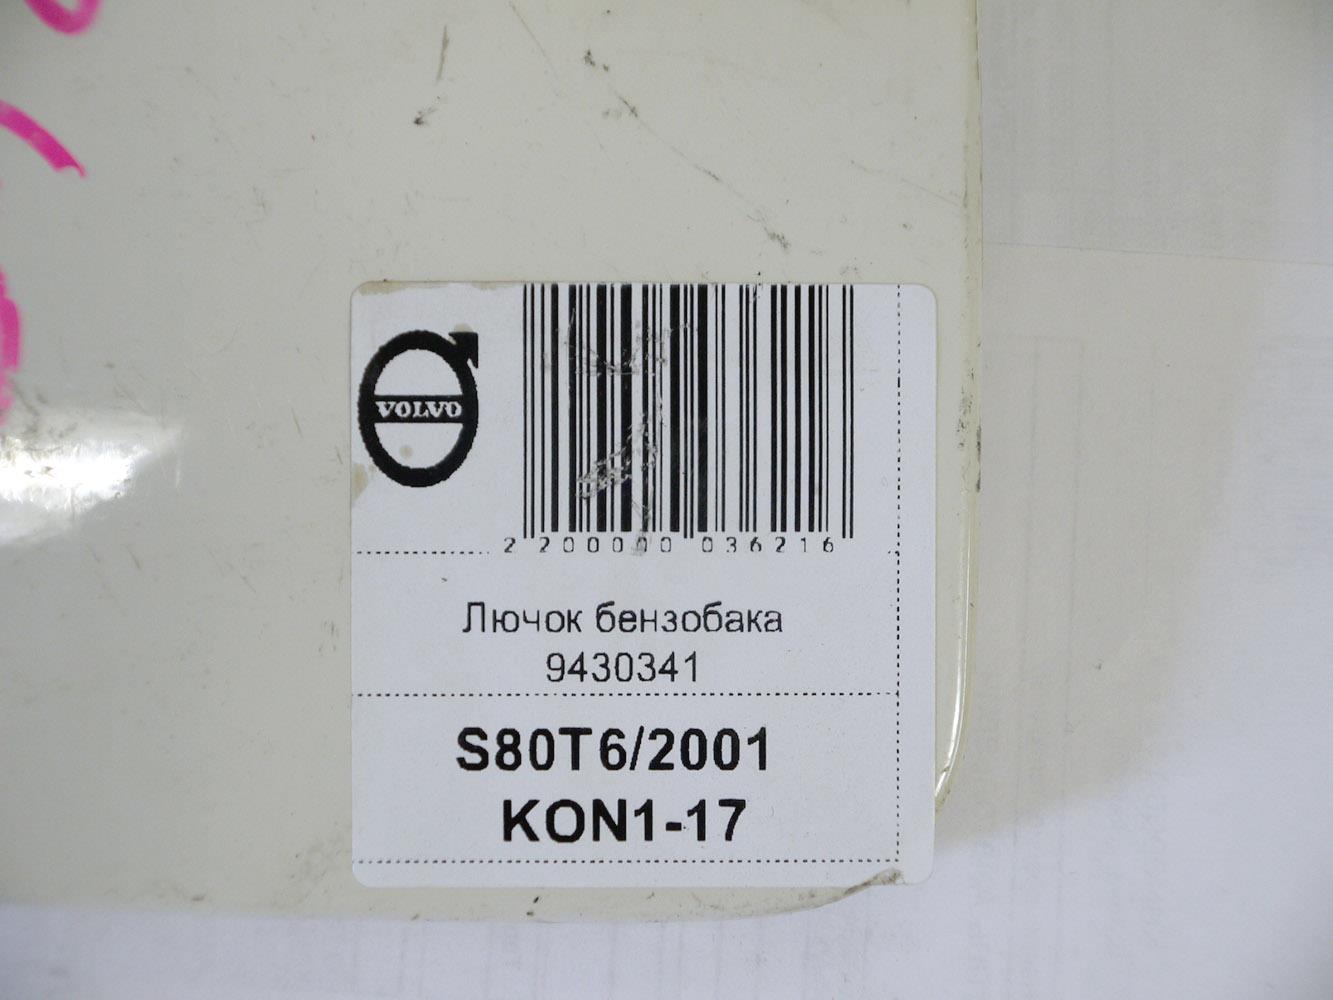 VOLVO
2 200000 036216
Лючок бензобака
9430341
S80T6/2001
KON1-17